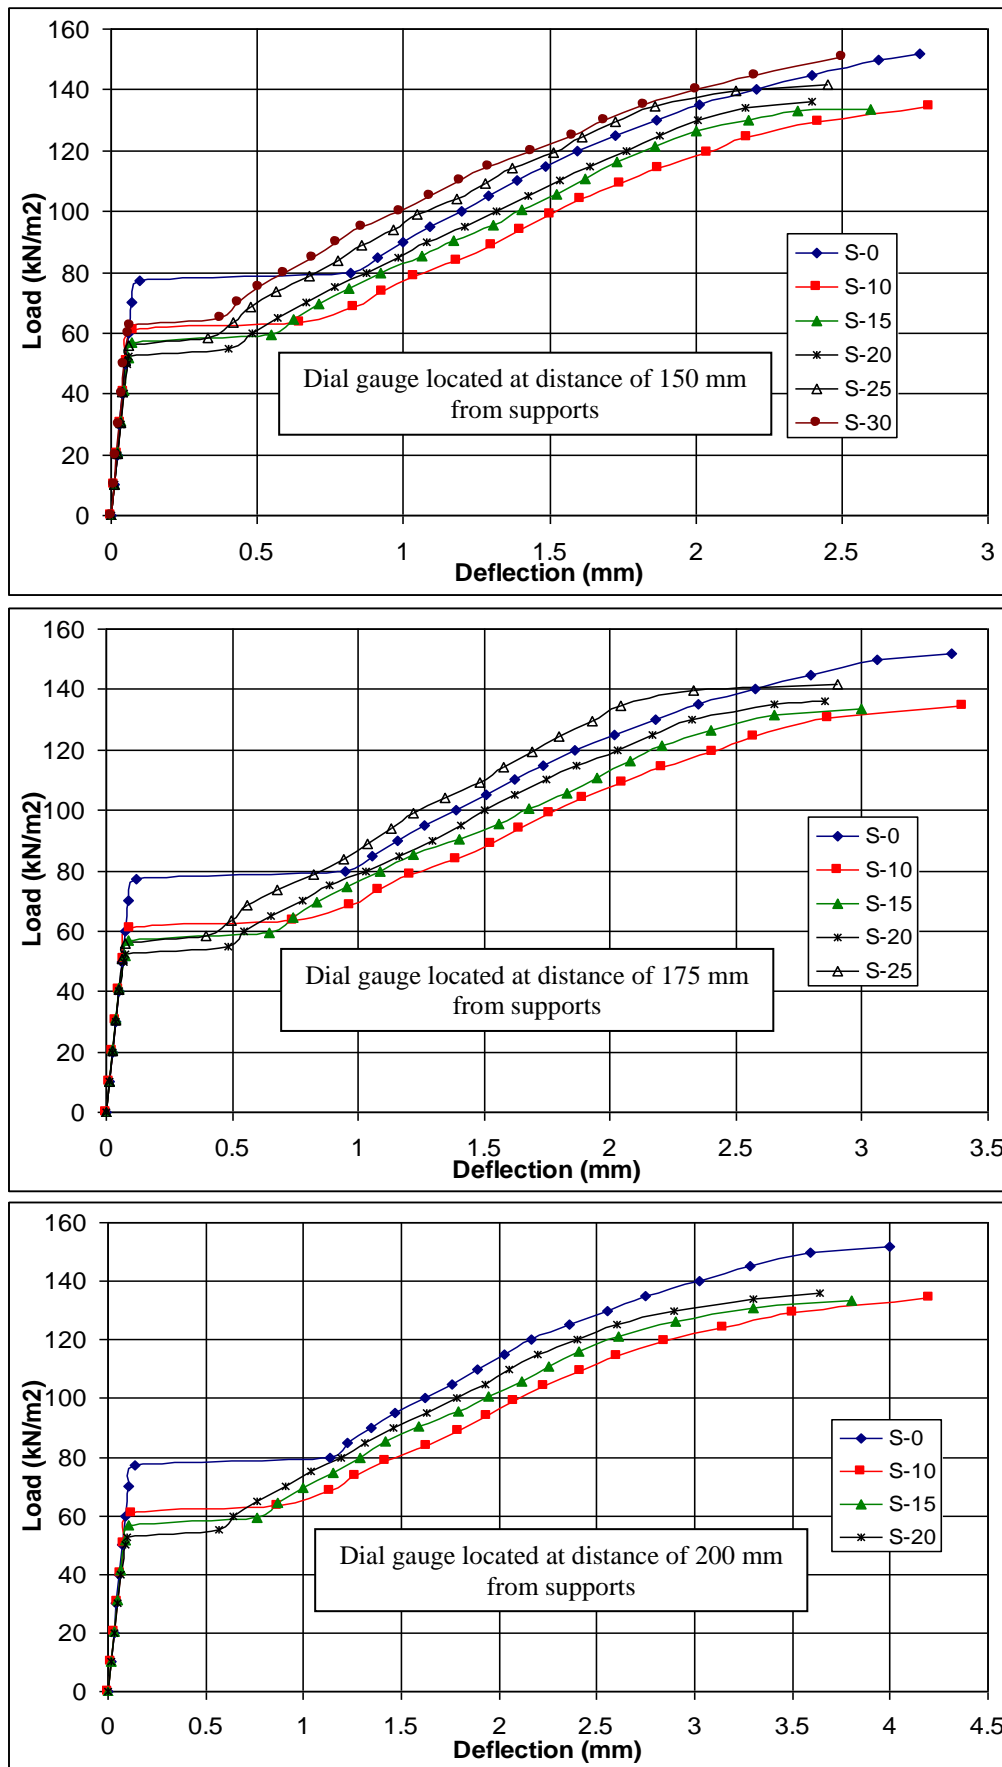 160
140
120
100
80
60
40
20
0
Load (kN/m2)
S-0
S-10
S-15
S-20
S-25
S-30
Dial gauge located at distance of 150 mm
from supports
0 0.5 1 1.5 2 2.5 3
Deflection (mm)
160
140
120
100
80
60
40
20
0
Load (kN/m2)
S-0
S-10
S-15
S-20
S-25
Dial gauge located at distance of 175 mm
from supports
0 0.5 1 1.5 2 2.5 3 3.5
Deflection (mm)
160
140
120
100
80
60
40
20
0
Load (kN/m2)
S-0
S-10
S-15
S-20
Dial gauge located at distance of 200 mm
from supports
0 0.5 1 1.5 2 2.5 3 3.5 4 4.5
Deflection (mm)